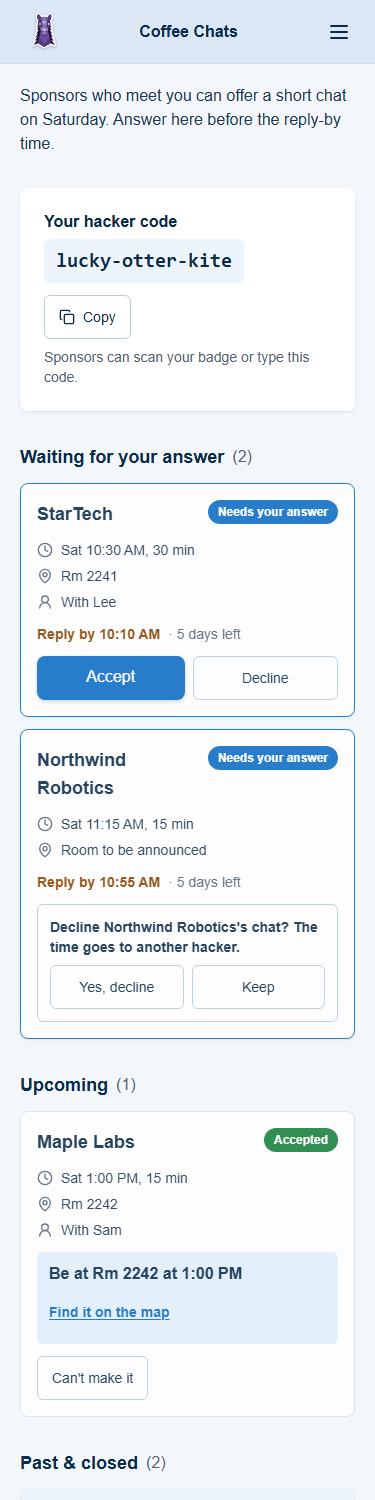 Coffee Chats
Sponsors who meet you can offer a short chat
on Saturday. Answer here before the reply-by
time.
Your hacker code
lucky-otter-kite
Copy
Sponsors can scan your badge or type this
code.
Waiting for your answer (2)
StarTech
Needs your answer
Sat 10:30 AM, 30 min
Rm 2241
With Lee
Reply by 10:10 AM · 5 days left
Accept
Decline
Northwind
Robotics
Needs your answer
Sat 11:15 AM, 15 min
Room to be announced
Reply by 10:55 AM · 5 days left
Decline Northwind Robotics's chat? The
time goes to another hacker.
Yes, decline
Keep
Upcoming (1)
Maple Labs
Accepted
Sat 1:00 PM, 15 min
Rm 2242
With Sam
Be at Rm 2242 at 1:00 PM
Find it on the map
Can't make it
Past & closed (2)